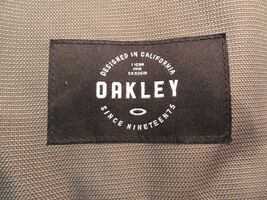 DESIGNED IN CALIFORNIA
OAKLEY
SINCE NINETEEN75